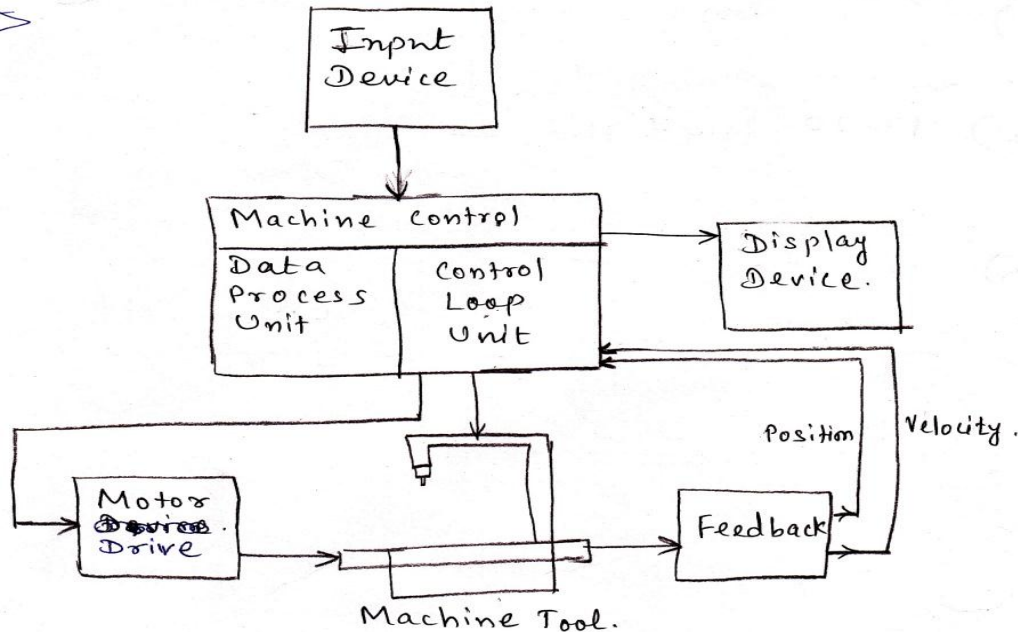 Input
Device
Machine Control
Data
Process
Unit
Control
Loop
Unit
Display
Device.
Position
Velocity.
Motor
Drive
Feedback
Machine Tool.